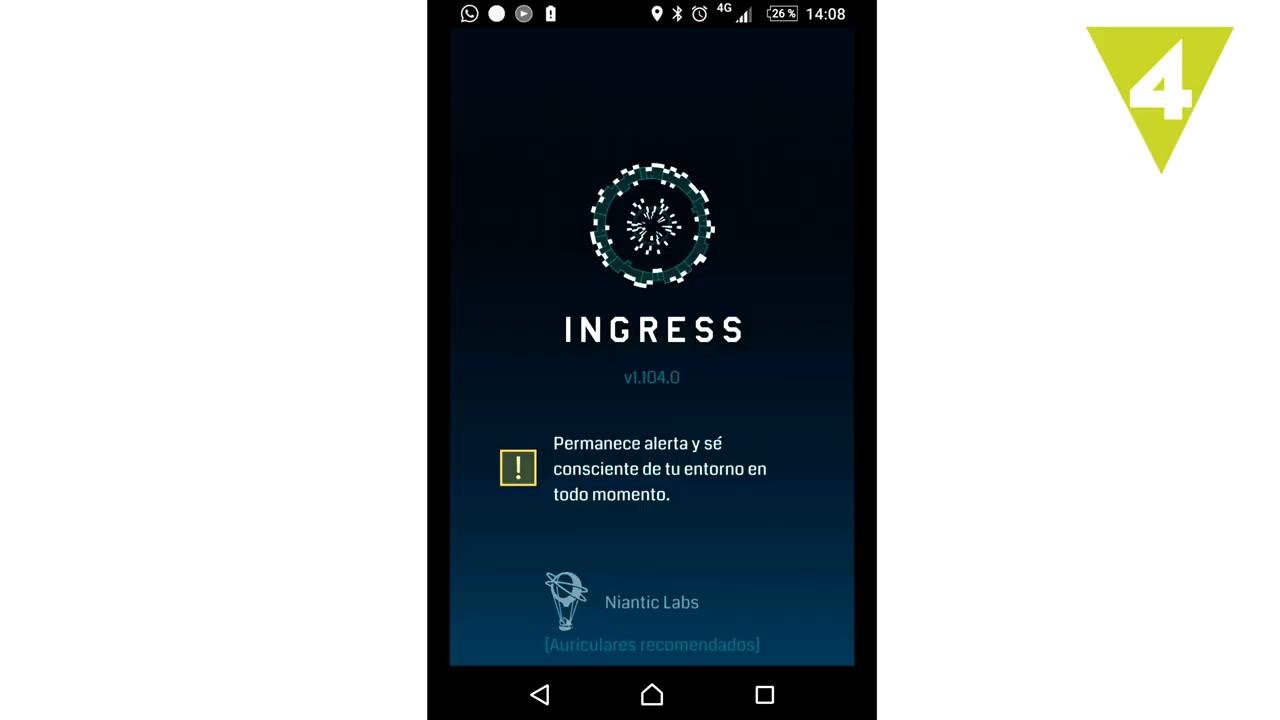 4G 26 % 14:08
4
INGRESS
v1.104.0
Permanece alerta y sé
consciente de tu entorno en
todo momento.
Niantic Labs
[Auriculares recomendados]